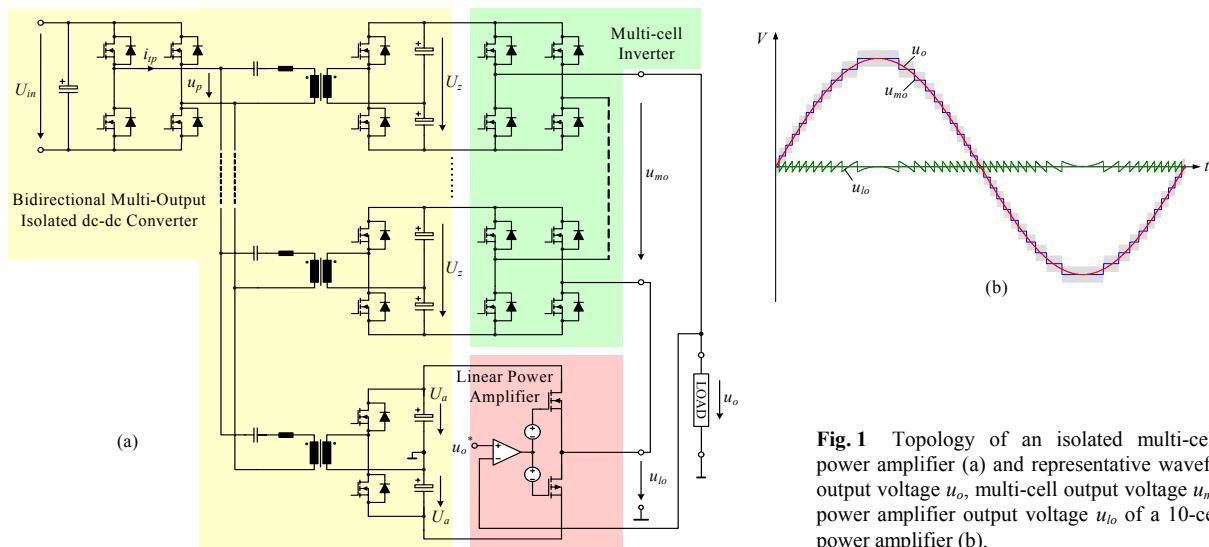 U_in
i_tp
u_p
U_z
Multi-cell
Inverter
u_mo
Bidirectional Multi-Output
Isolated dc-dc Converter
U_z
Linear Power
Amplifier
U_a
u_o*
U_a
u_lo
LOAD
u_o
(a)
V
u_o
u_mo
u_lo
t
(b)
Fig. 1 Topology of an isolated multi-ce
power amplifier (a) and representative wavef
output voltage u_o, multi-cell output voltage u_m
power amplifier output voltage u_lo of a 10-ce
power amplifier (b).